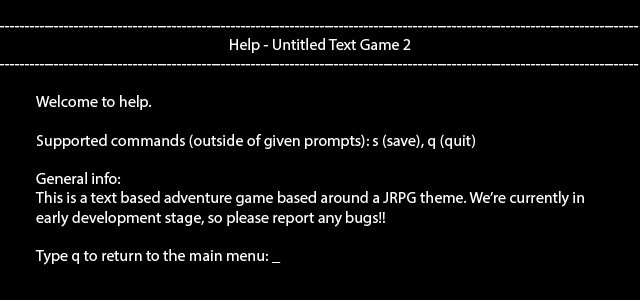 Help - Untitled Text Game 2
Welcome to help.
Supported commands (outside of given prompts): s (save), q (quit)
General info:
This is a text based adventure game based around a JRPG theme. We're currently in
early development stage, so please report any bugs!!
Type q to return to the main menu: _